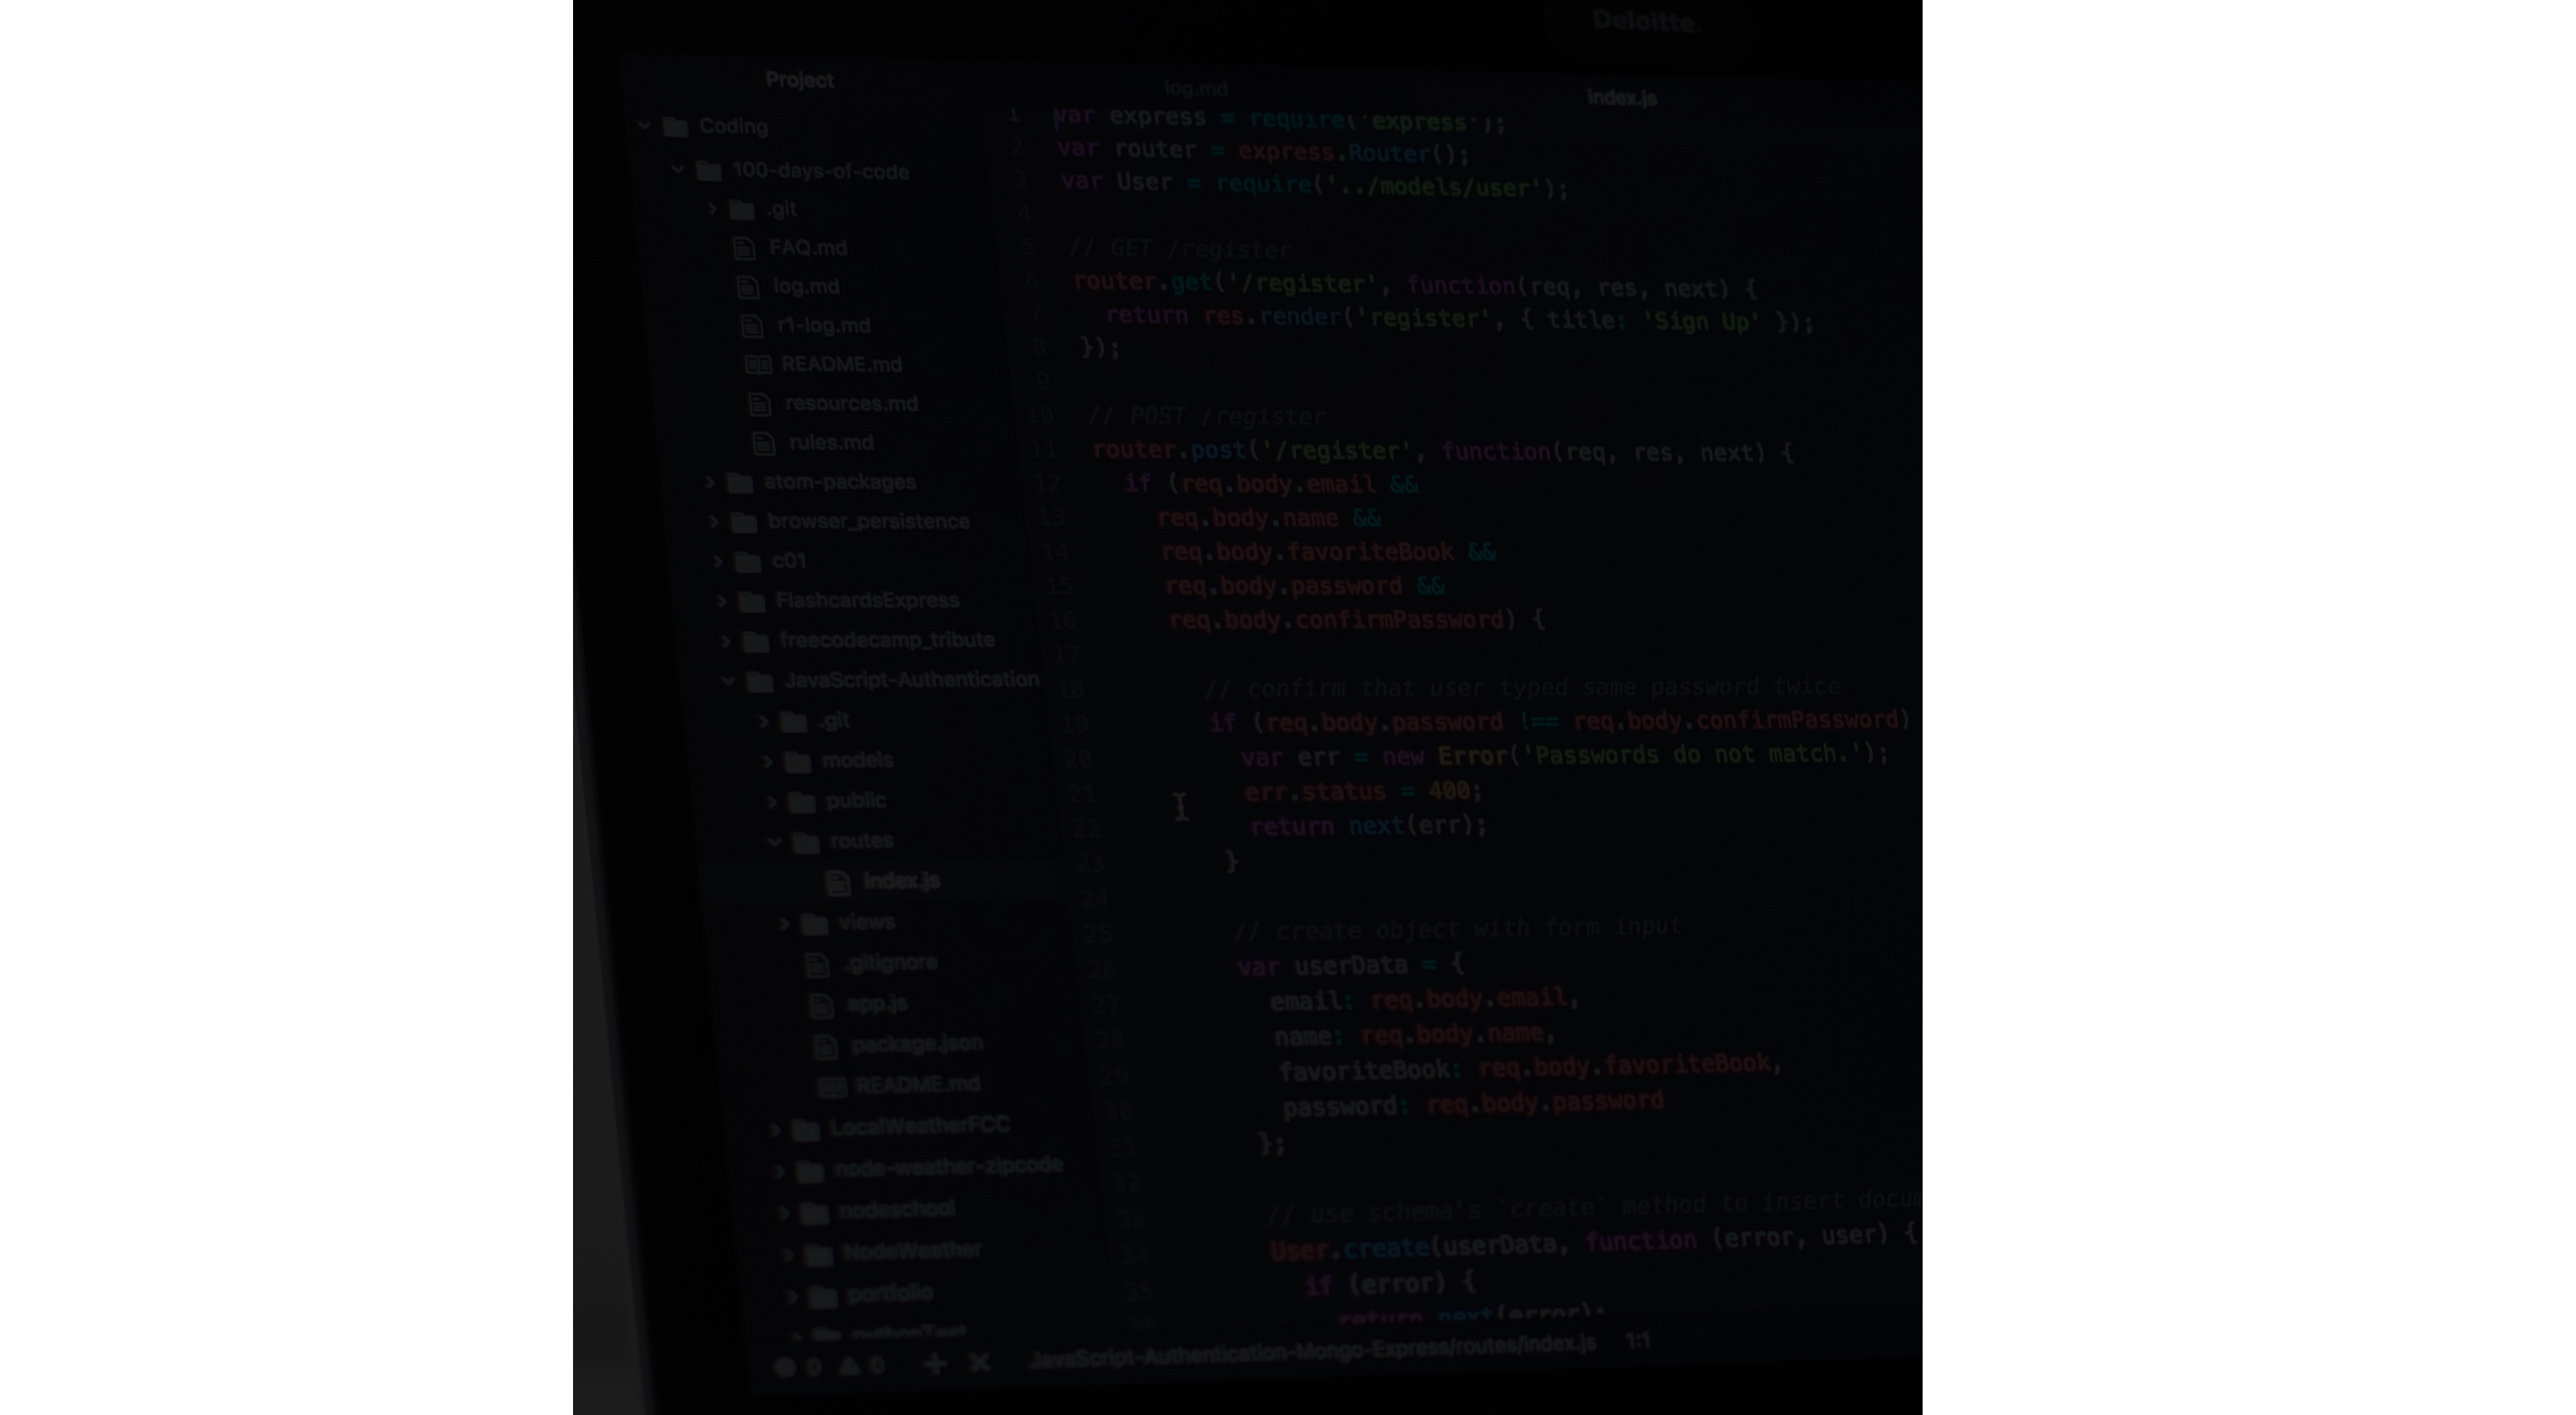 Deloitte.
Project
log.md
index.js
Coding
100-days-of-code
.git
FAQ.md
log.md
r1-log.md
README.md
resources.md
rules.md
atom-packages
browser_persistence
c01
FlashcardsExpress
freecodecamp_tribute
JavaScript-Authentication
.git
models
public
routes
index.js
views
.gitignore
app.js
package.json
README.md
LocalWeatherFCC
node-weather-zipcode
nodeschool
NodeWeather
portfolio
pythonTest
1 var express = require('express');
2 var router = express.Router();
3 var User = require('../models/user');
4
5 // GET /register
6 router.get('/register', function(req, res, next) {
7 return res.render('register', { title: 'Sign Up' });
8 });
9
10 // POST /register
11 router.post('/register', function(req, res, next) {
12 if (req.body.email &&
13 req.body.name &&
14 req.body.favoriteBook &&
15 req.body.password &&
16 req.body.confirmPassword) {
17
18 // confirm that user typed same password twice
19 if (req.body.password !== req.body.confirmPassword)
20 var err = new Error('Passwords do not match.');
21 err.status = 400;
22 return next(err);
23 }
24
25 // create object with form input
26 var userData = {
27 email: req.body.email,
28 name: req.body.name,
29 favoriteBook: req.body.favoriteBook,
30 password: req.body.password
31 };
32
33 // use schema's `create` method to insert docum
34 User.create(userData, function (error, user) {
35 if (error) {
36 return next(error);
0 0 JavaScript-Authentication-Mongo-Express/routes/index.js 1:1